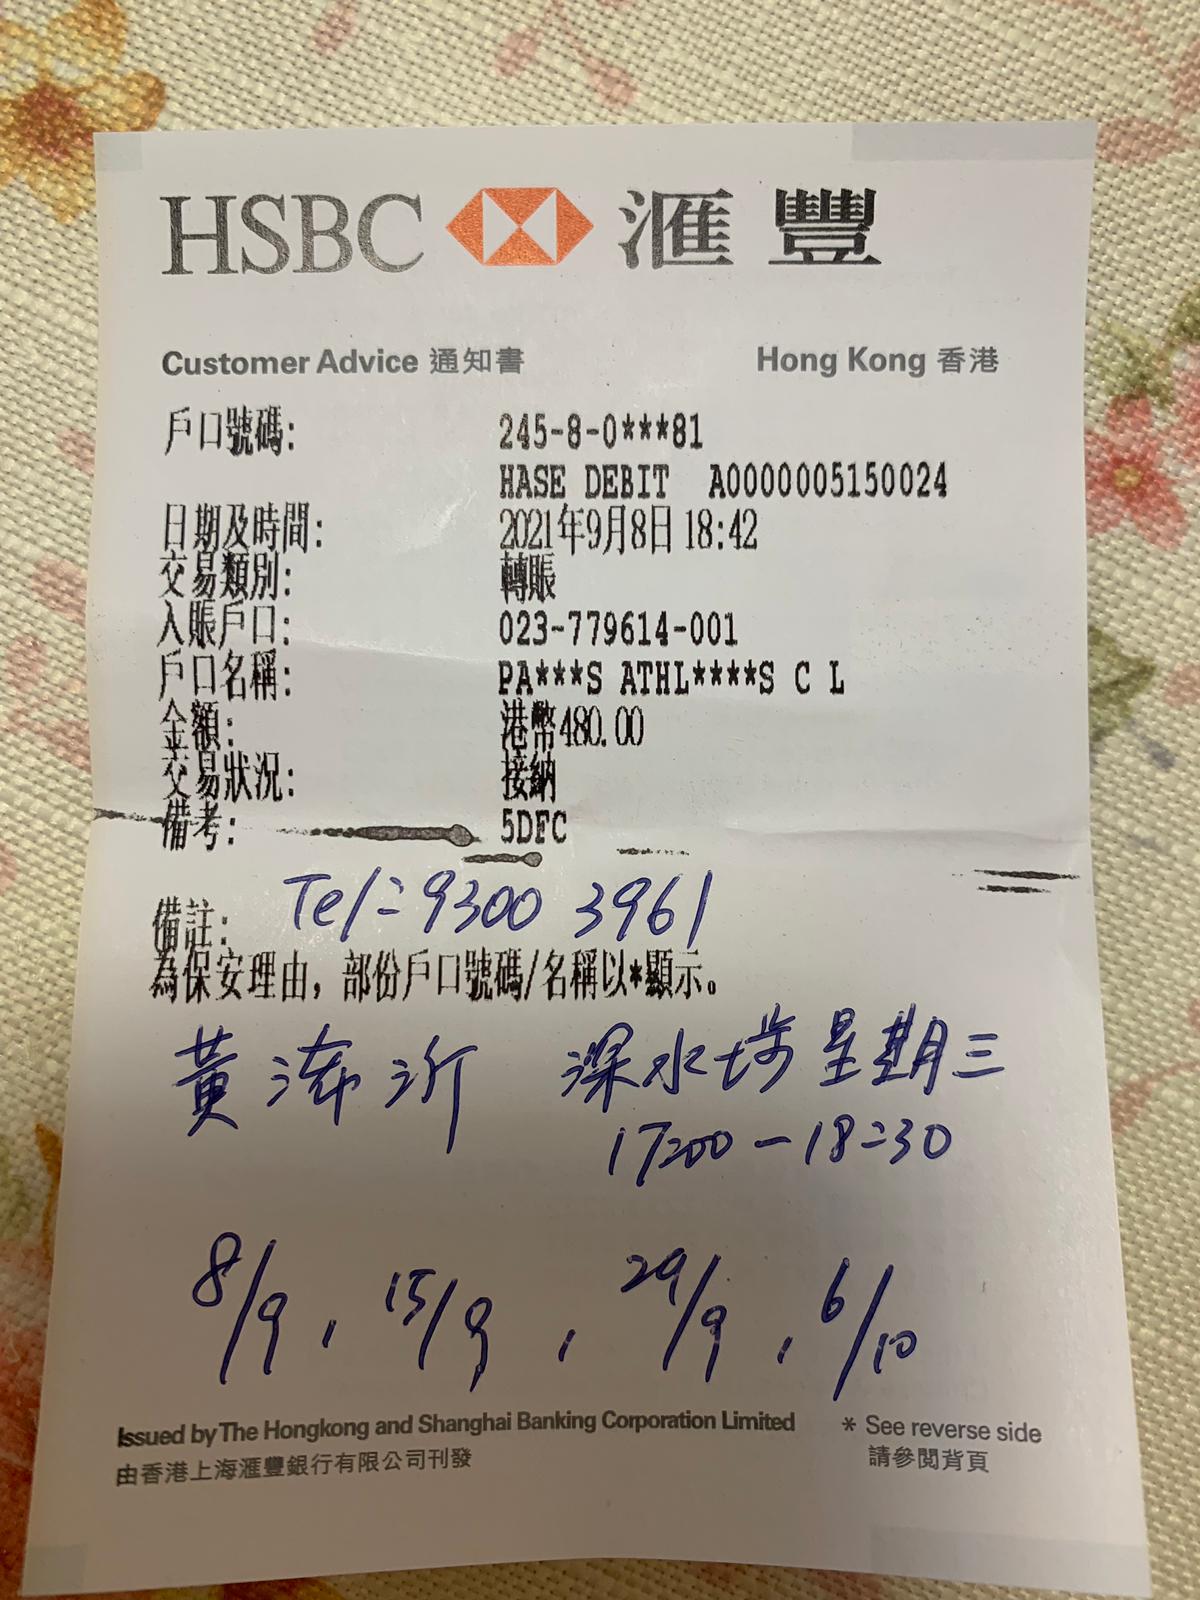 HSBC 滙豐
Customer Advice 通知書 Hong Kong 香港
戶口號碼: 245-8-0***81
HASE DEBIT A0000005150024
日期及時間: 2021年9月8日 18:42
交易類別: 轉賬
入賬戶口: 023-779614-001
戶口名稱: PA***S ATHL****S C L
金額: 港幣480.00
交易狀況: 接納
備考: 5DFC
備註: Tel: 9300 3961
為保安理由, 部份戶口號碼/名稱以*顯示。
黃 沂 深水埗星期三
17:00-18:30
8/9, 15/9, 29/9, 6/10
Issued by The Hongkong and Shanghai Banking Corporation Limited * See reverse side
由香港上海滙豐銀行有限公司刊發 請參閱背頁